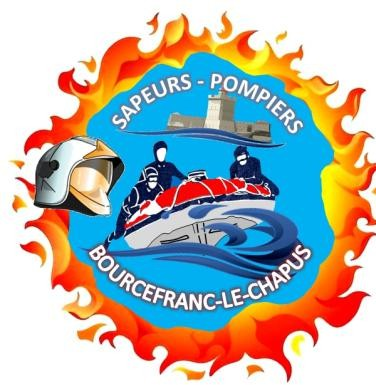 SAPEURS - POMPIERS
BOURCEFRANC-LE-CHAPUS